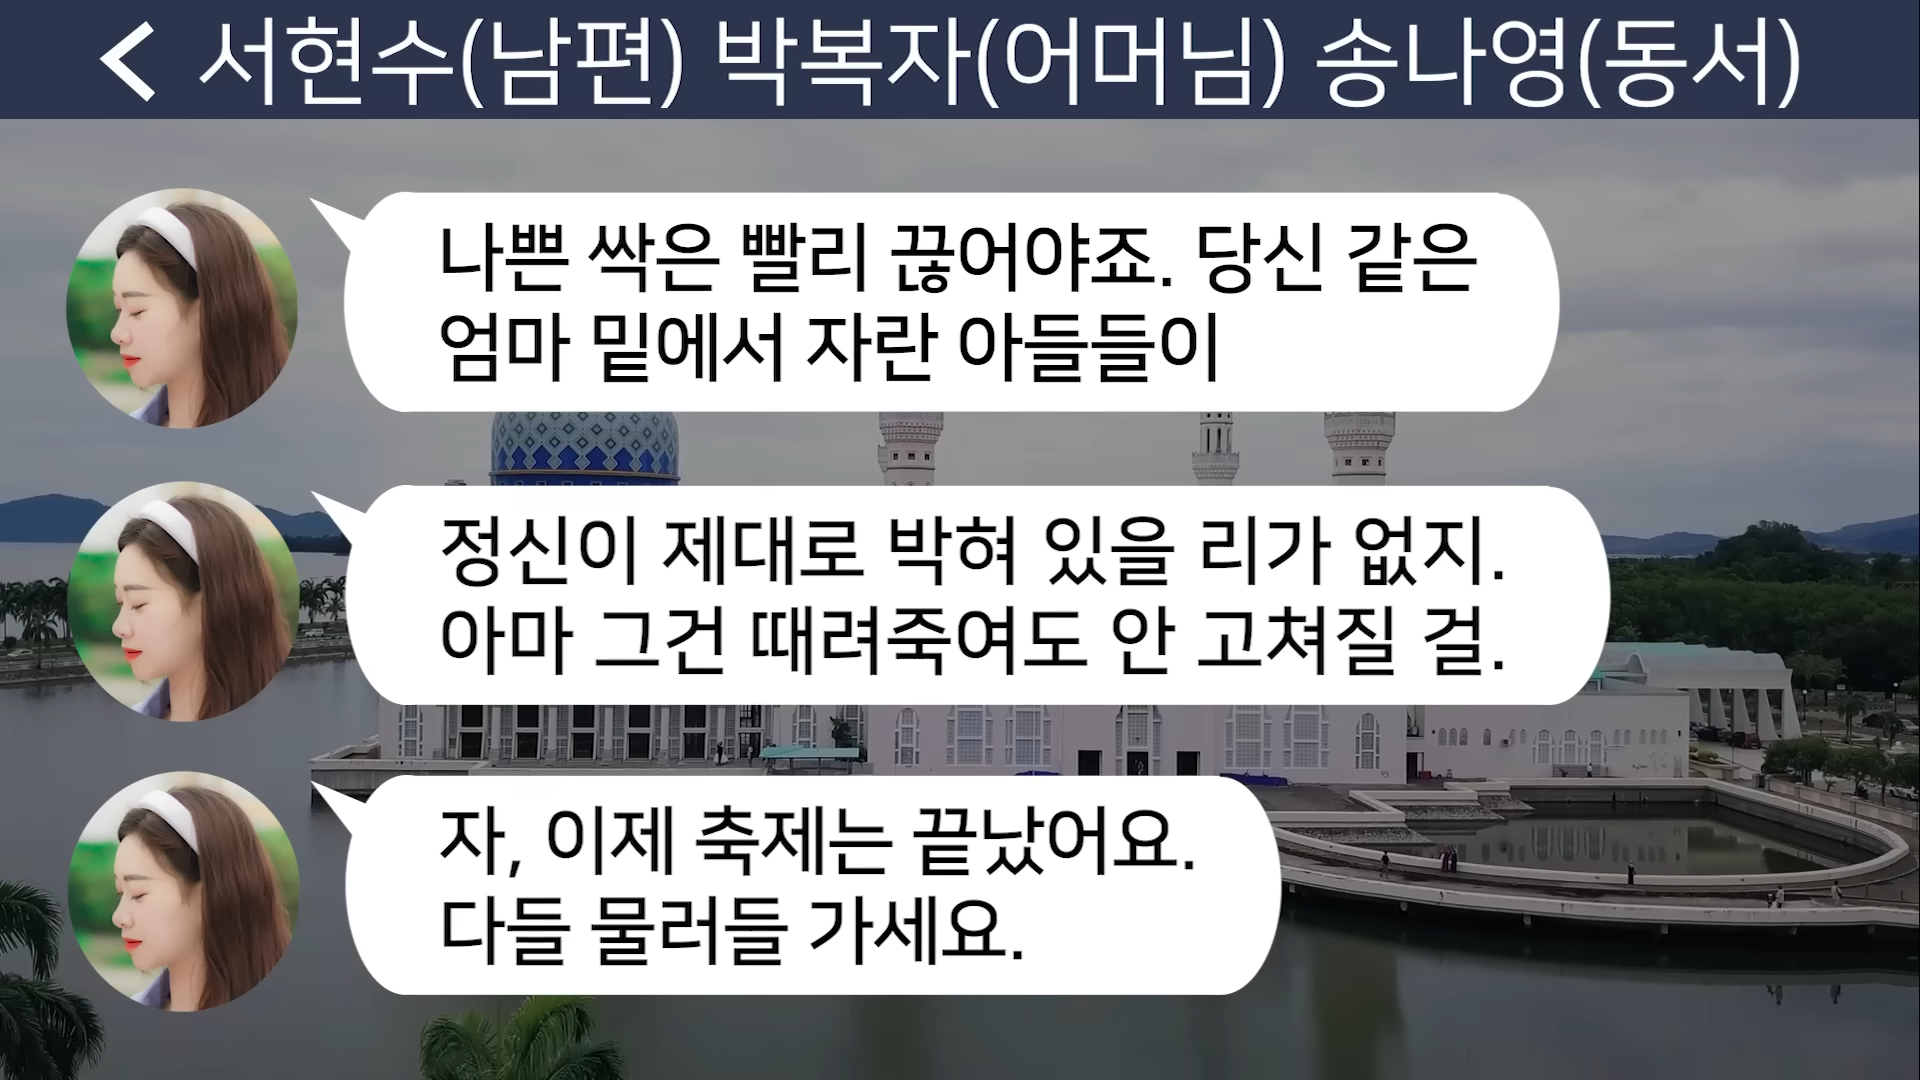 서현수(남편) 박복자(어머님) 송나영(동서)
나쁜 싹은 빨리 끊어야죠. 당신 같은
엄마 밑에서 자란 아들들이
정신이 제대로 박혀 있을 리가 없지.
아마 그건 때려죽여도 안 고쳐질 걸.
자, 이제 축제는 끝났어요.
다들 물러들 가세요.